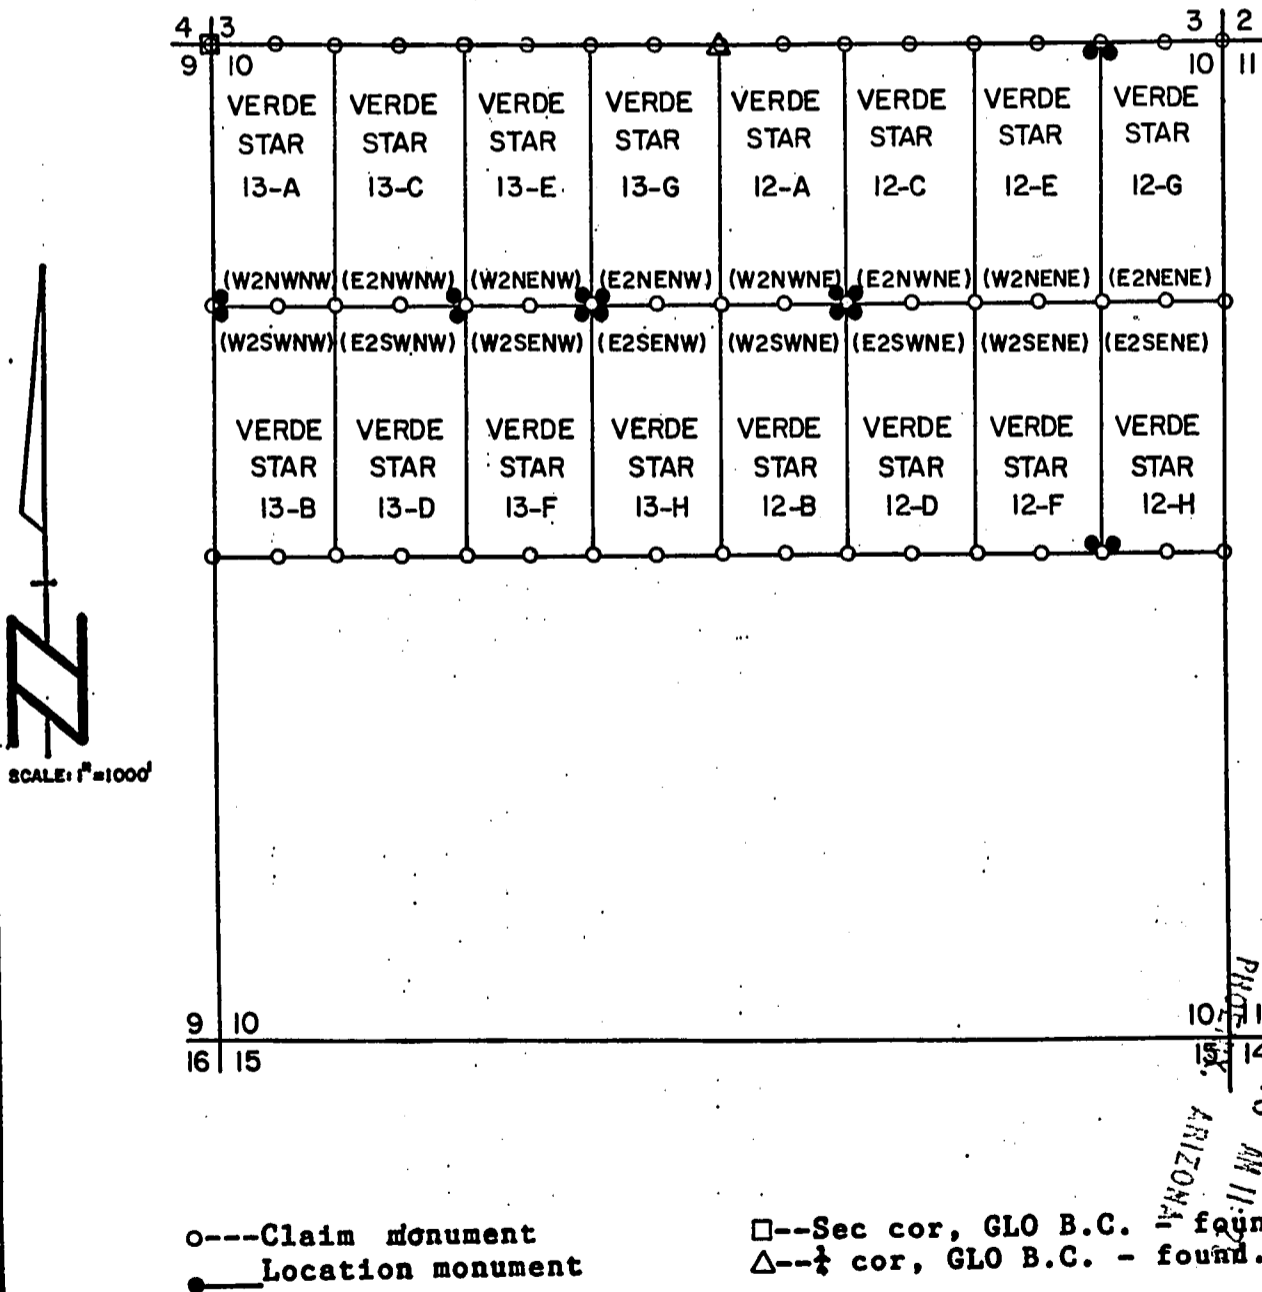 4 3
3 2
9 10
10 11
VERDE STAR 13-A
VERDE STAR 13-C
VERDE STAR 13-E
VERDE STAR 13-G
VERDE STAR 12-A
VERDE STAR 12-C
VERDE STAR 12-E
VERDE STAR 12-G
(W2NWNW) (E2NWNW) (W2NENW) (E2NENW) (W2NWNE) (E2NWNE) (W2NENE) (E2NENE)
(W2SWNW) (E2SWNW) (W2SENW) (E2SENW) (W2SWNE) (E2SWNE) (W2SENE) (E2SENE)
VERDE STAR 13-B
VERDE STAR 13-D
VERDE STAR 13-F
VERDE STAR 13-H
VERDE STAR 12-B
VERDE STAR 12-D
VERDE STAR 12-F
VERDE STAR 12-H
N
SCALE: 1"=1000'
9 10
10 11
16 15
15 14
ARIZONA
AM 11:
o---Claim monument
Location monument
□--Sec cor, GLO B.C. - foun
△--¼ cor, GLO B.C. - found.